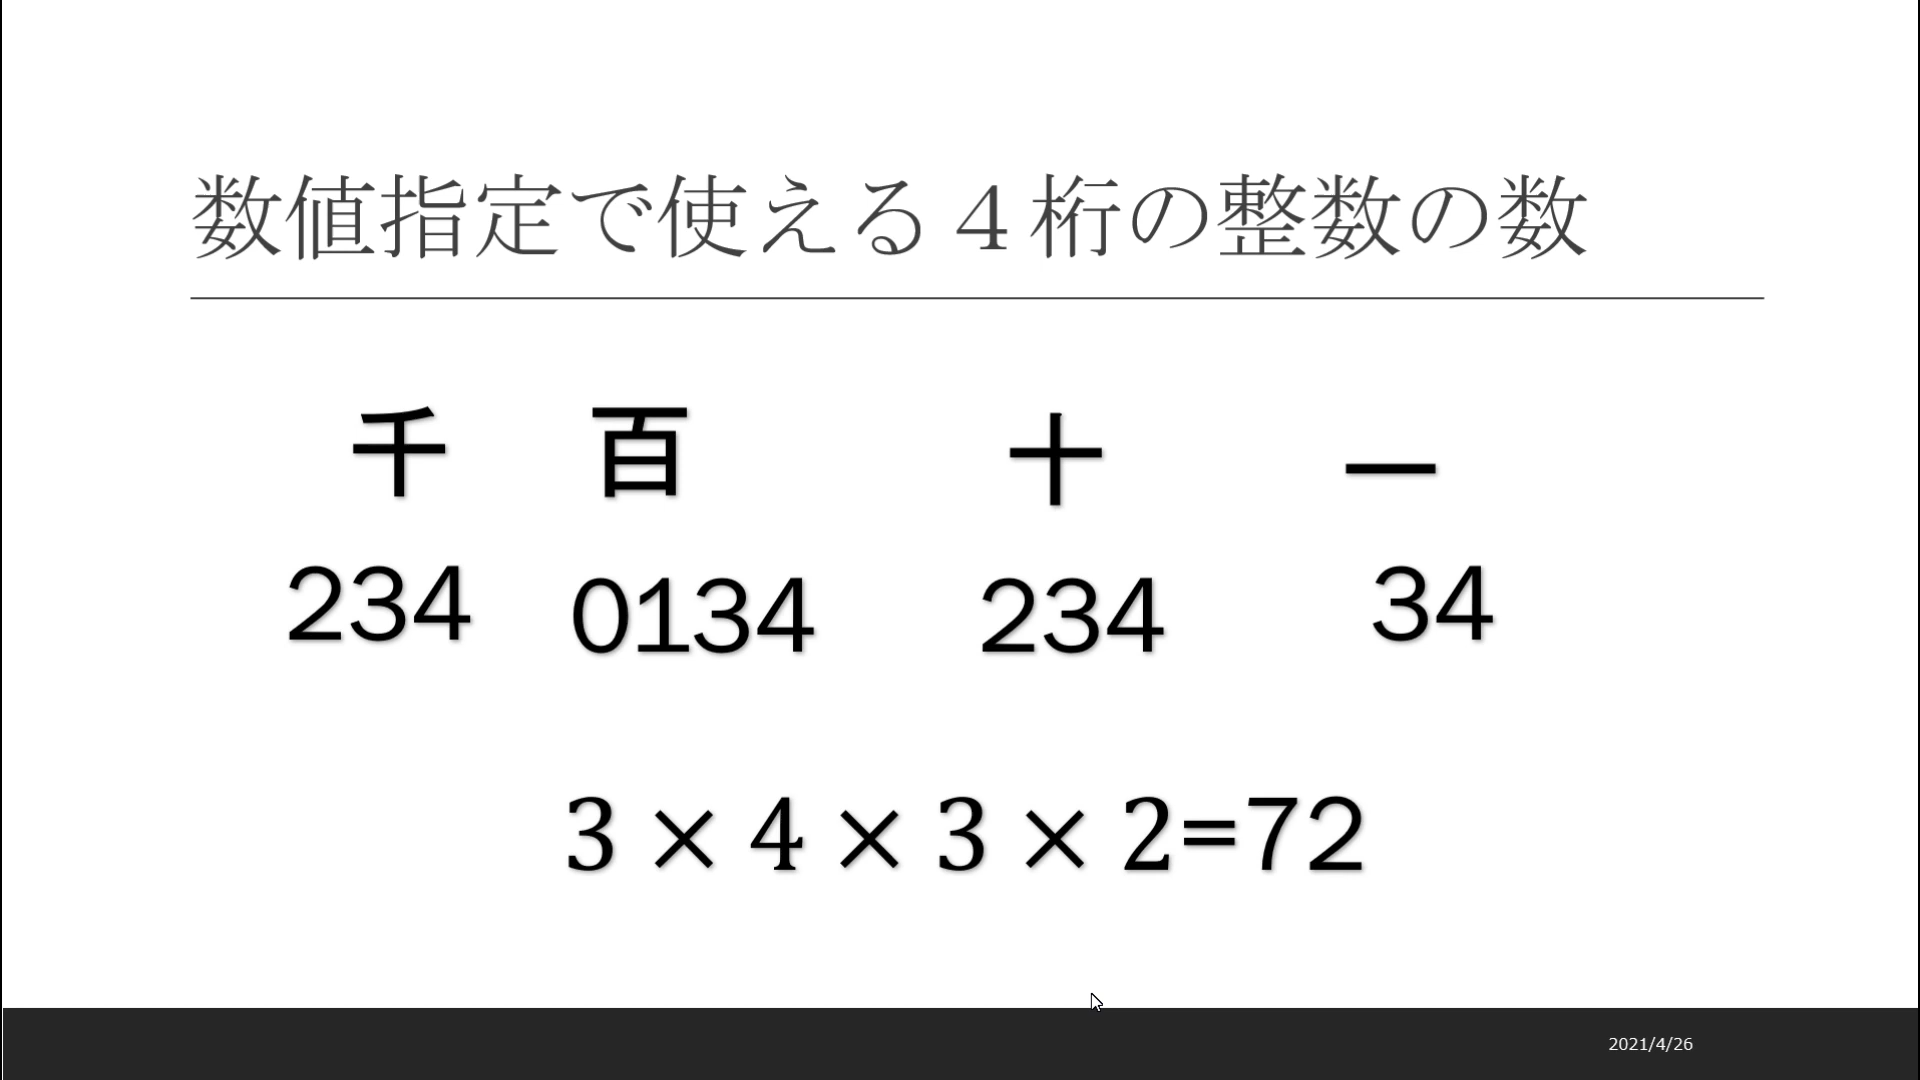 数値指定で使える４桁の整数の数
千 百 十 一
234 0134 234 34
3 × 4 × 3 × 2=72
2021/4/26